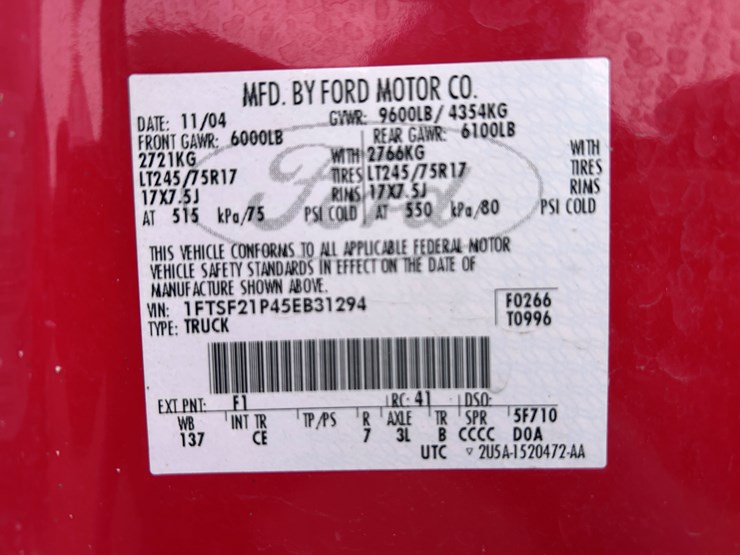 MFD. BY FORD MOTOR CO.
DATE: 11/04 GVWR: 9600LB/ 4354KG
FRONT GAWR: 6000LB REAR GAWR: 6100LB
2721KG WITH 2766KG WITH
LT245/75R17 TIRES LT245/75R17 TIRES
17X7.5J RIMS 17X7.5J RIMS
AT 515 kPa/75 PSI COLD AT 550 kPa/80 PSI COLD
Ford
THIS VEHICLE CONFORMS TO ALL APPLICABLE FEDERAL MOTOR
VEHICLE SAFETY STANDARDS IN EFFECT ON THE DATE OF
MANUFACTURE SHOWN ABOVE.
VIN: 1FTSF21P45EB31294 F0266
TYPE: TRUCK T0996
EXT PNT: F1 RC: 41 DSO:
WB INT TR TP/PS R AXLE TR SPR 5F710
137 CE 7 3L B CCCC D0A
UTC ▿ 2U5A-1520472-AA